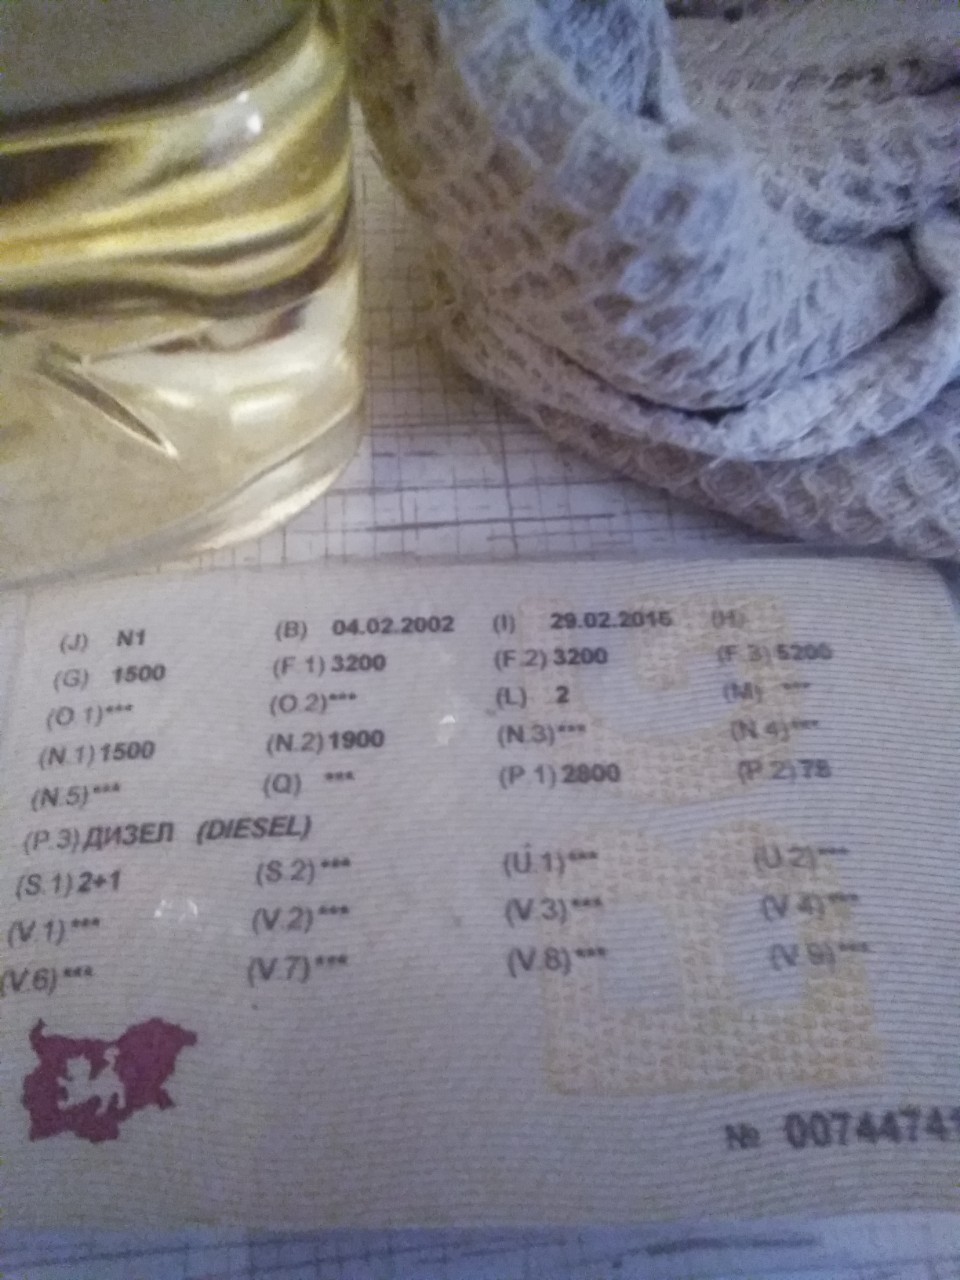 (J) N1 (B) 04.02.2002 (I) 29.02.2016 (H)
(G) 1500 (F.1) 3200 (F.2) 3200 (F.3) 5200
(O.1)*** (O.2)*** (L) 2 (M) ***
(N.1) 1500 (N.2) 1900 (N.3)*** (N.4)***
(N.5)*** (Q) *** (P.1) 2800 (P.2) 78
(P.3) ДИЗЕЛ (DIESEL)
(S.1) 2+1 (S.2)*** (U.1)*** (U.2)***
(V.1)*** (V.2)*** (V.3)*** (V.4)***
(V.6)*** (V.7)*** (V.8)*** (V.9)***
№ 00744741